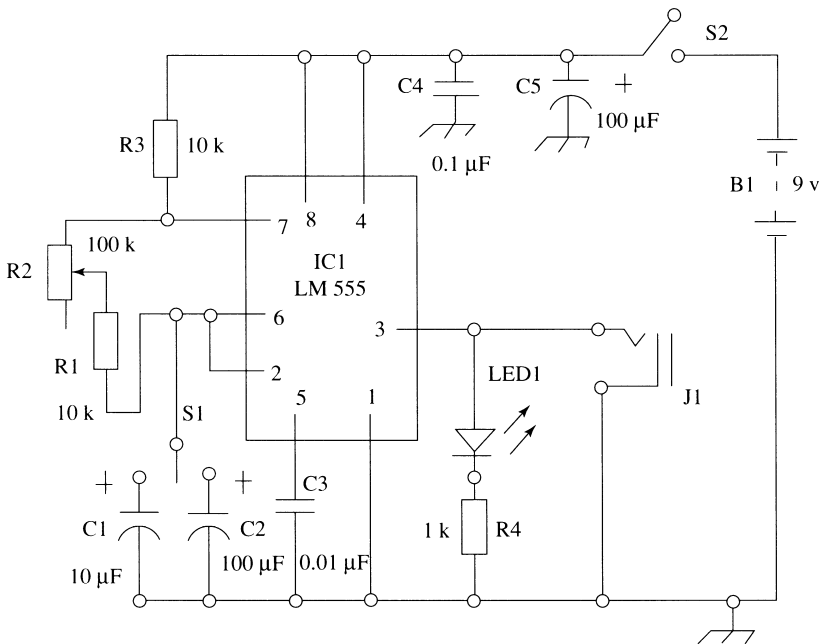 S2
C4
C5
+
R3
10 k
100 µF
0.1 µF
B1
9 v
7
8
4
100 k
R2
IC1
LM 555
6
3
R1
2
LED1
10 k
S1
5
1
J1
+
+
C3
C1
C2
1 k
R4
10 µF
100 µF
0.01 µF